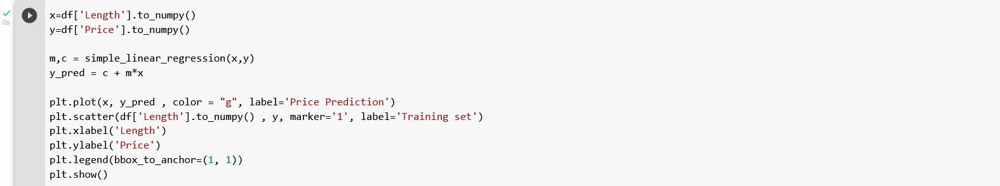 0s
x=df['Length'].to_numpy()
y=df['Price'].to_numpy()
m,c = simple_linear_regression(x,y)
y_pred = c + m*x
plt.plot(x, y_pred , color = "g", label='Price Prediction')
plt.scatter(df['Length'].to_numpy() , y, marker='1', label='Training set')
plt.xlabel('Length')
plt.ylabel('Price')
plt.legend(bbox_to_anchor=(1, 1))
plt.show()